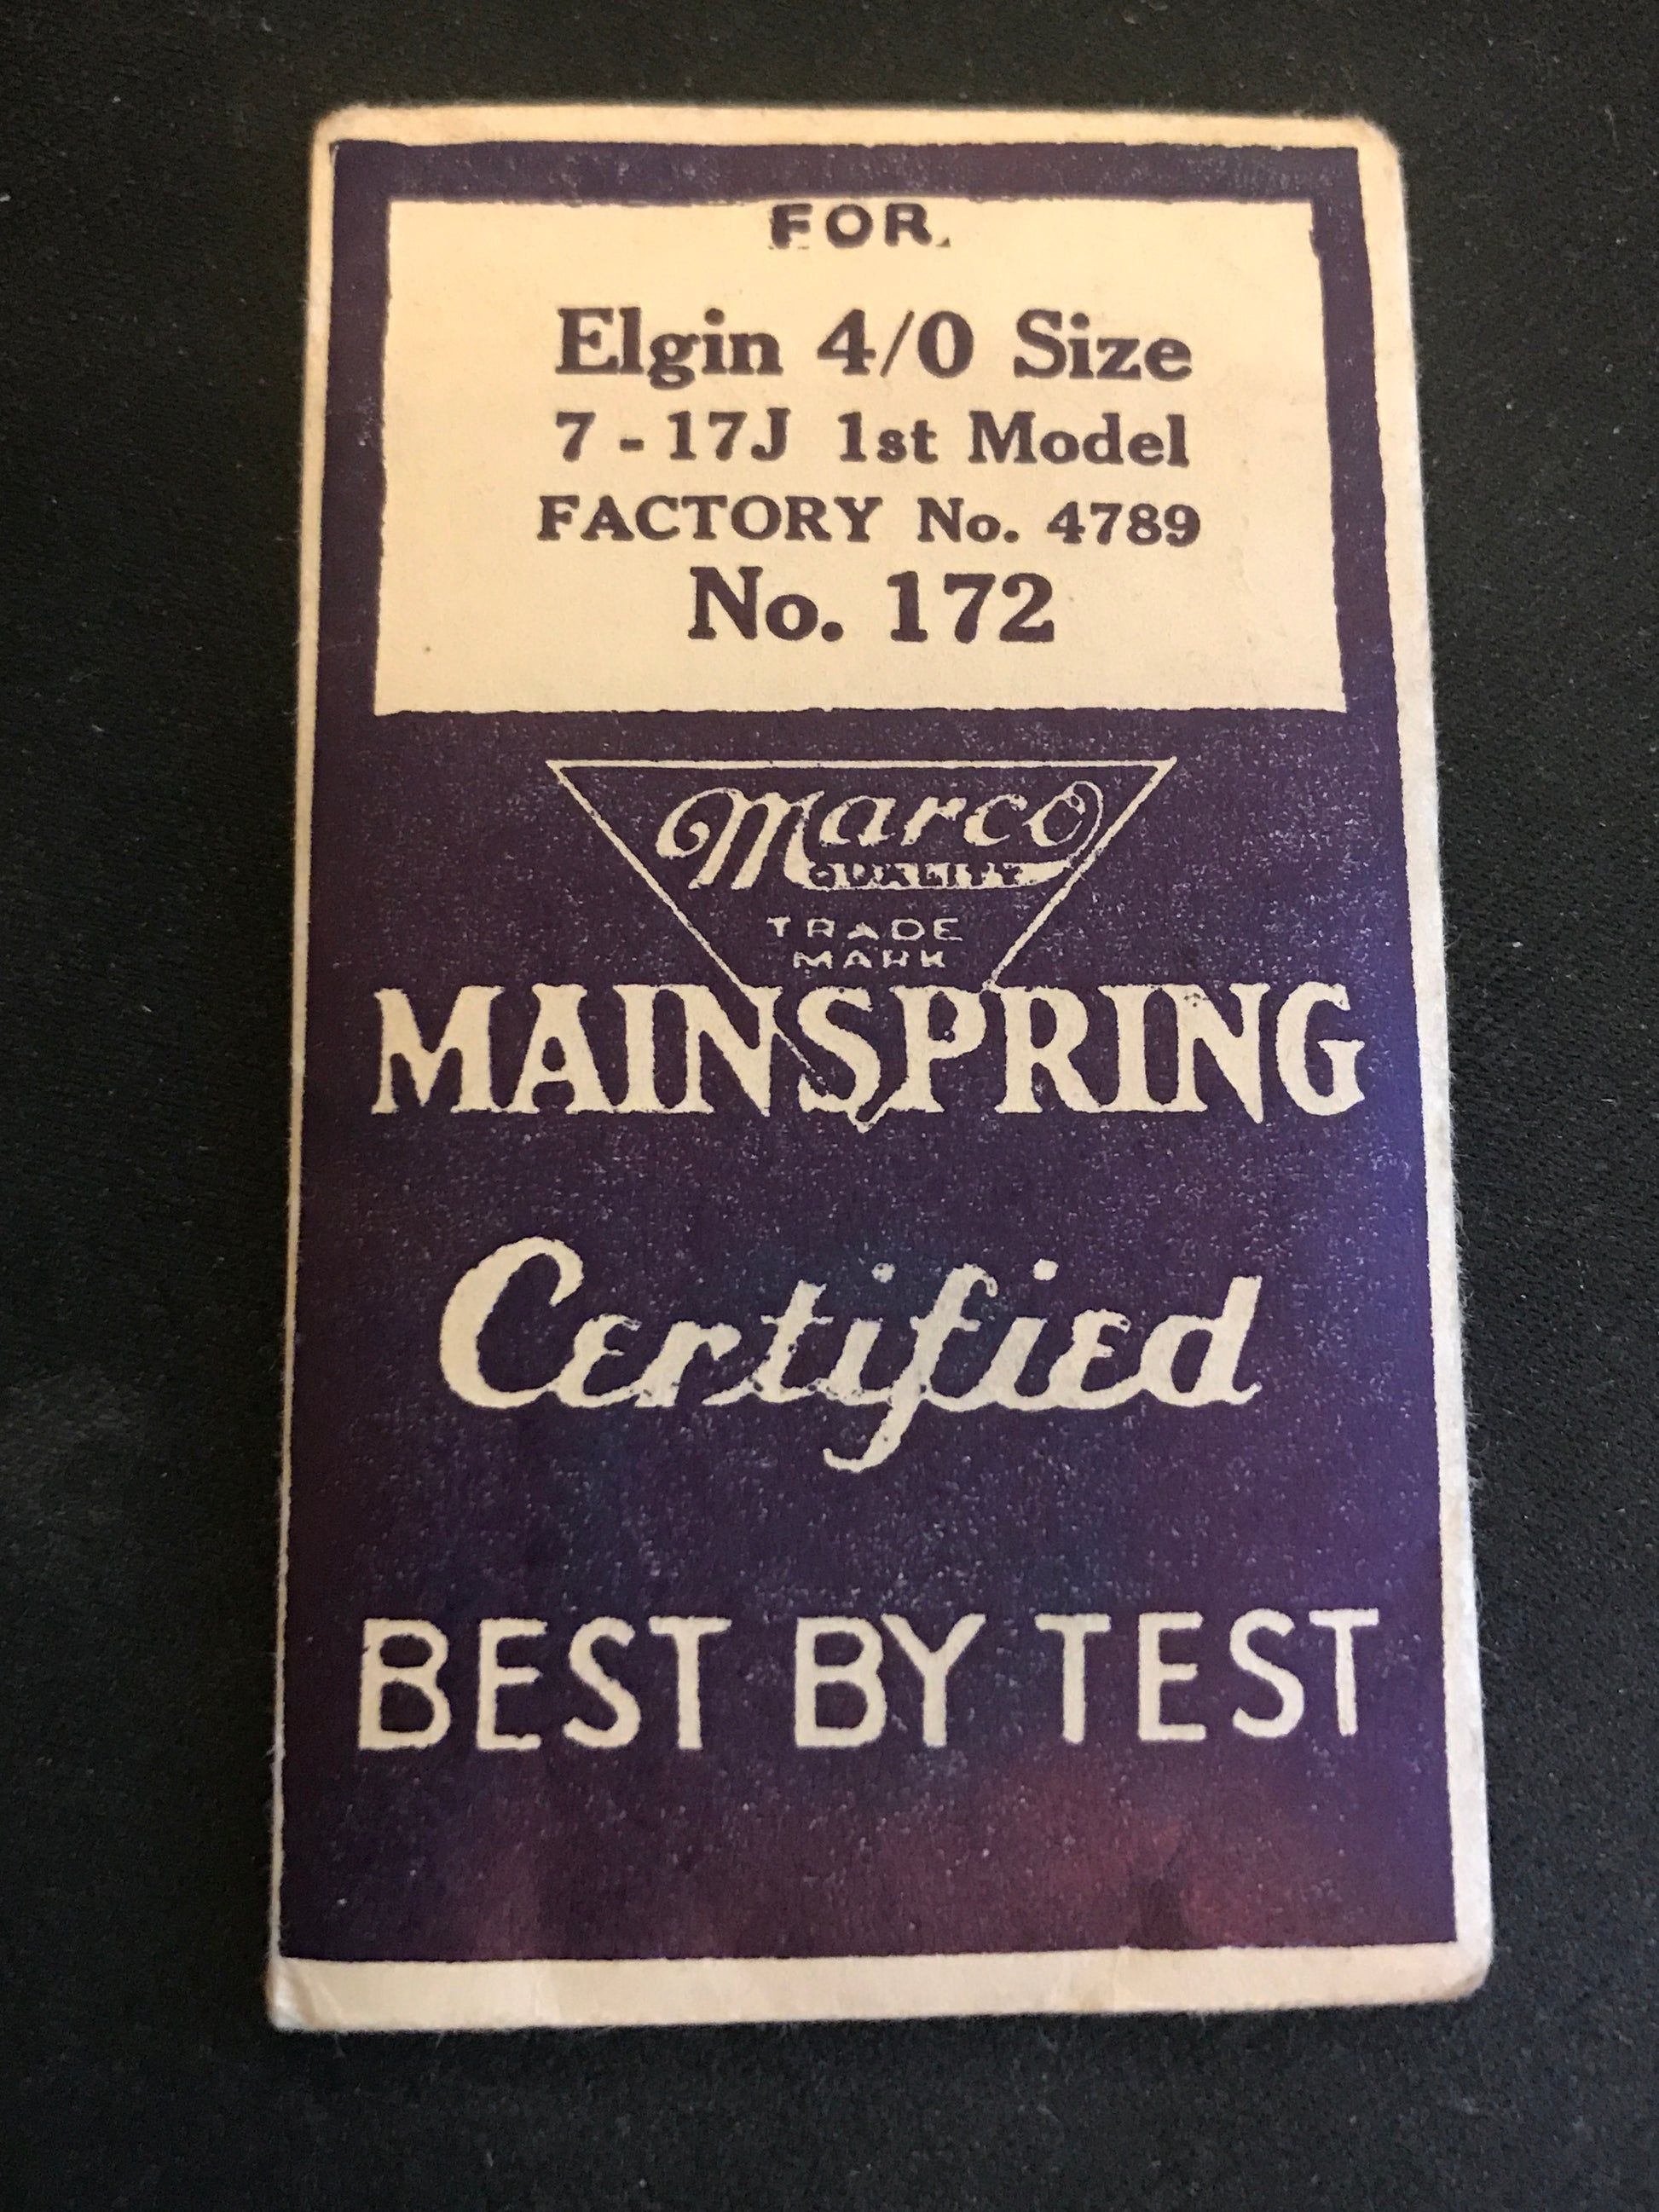 FOR
Elgin 4/0 Size
7 - 17J 1st Model
FACTORY No. 4789
No. 172
Marco
QUALITY
TRADE
MARK
MAINSPRING
Certified
BEST BY TEST